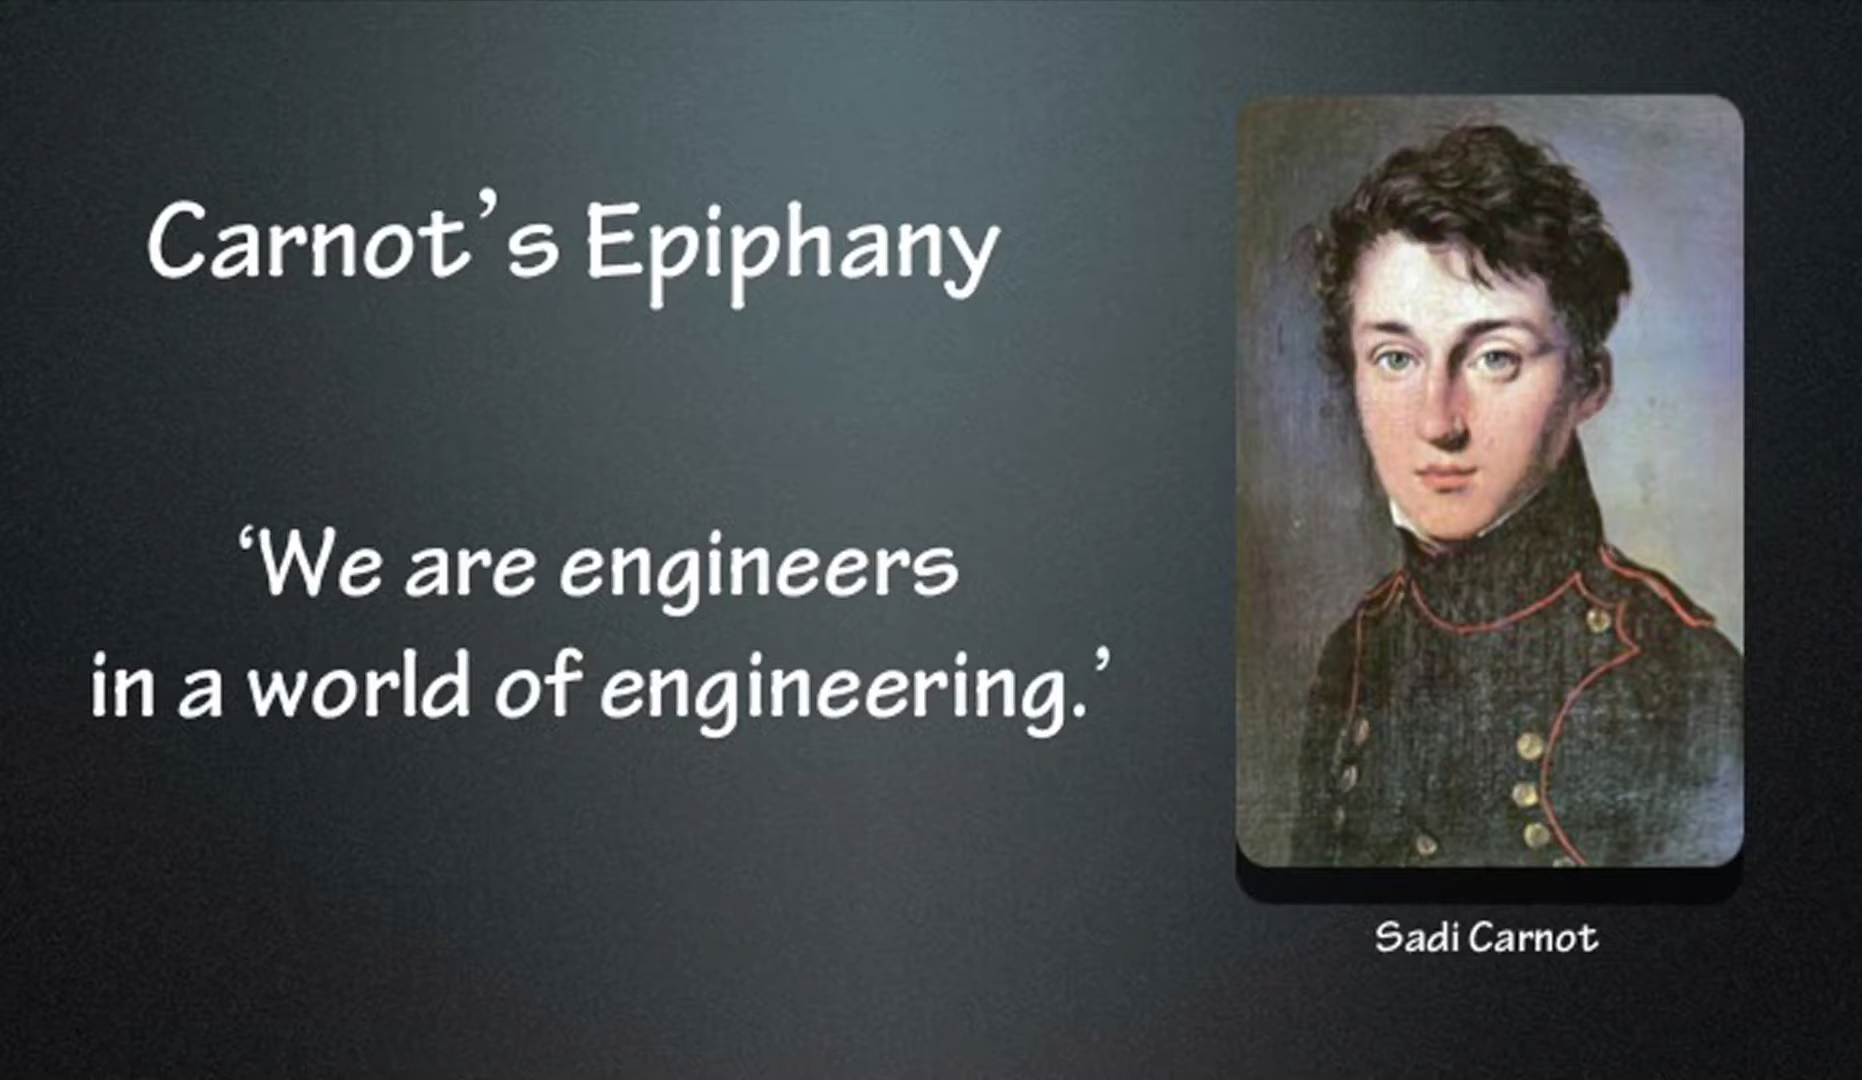 Carnot’s Epiphany
‘We are engineers
in a world of engineering.’
Sadi Carnot